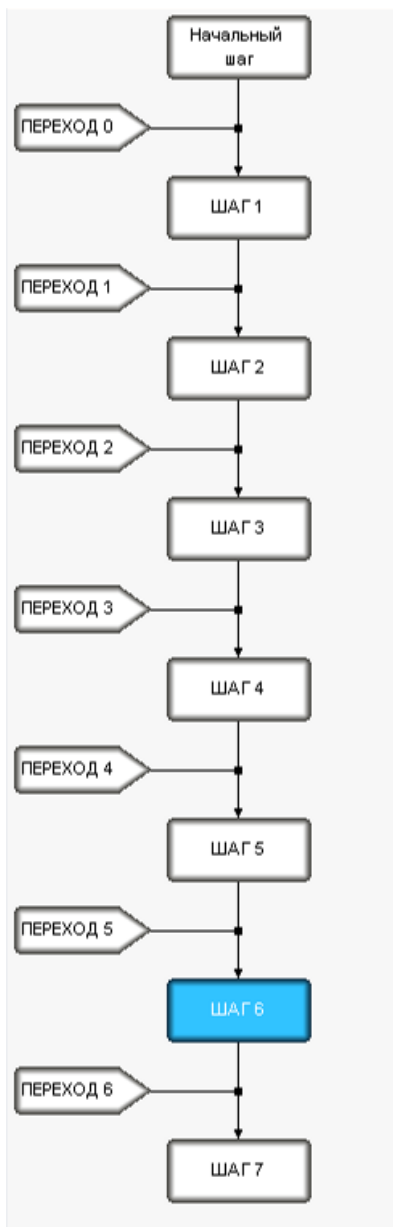 Начальный
шаг
ПЕРЕХОД 0
ШАГ 1
ПЕРЕХОД 1
ШАГ 2
ПЕРЕХОД 2
ШАГ 3
ПЕРЕХОД 3
ШАГ 4
ПЕРЕХОД 4
ШАГ 5
ПЕРЕХОД 5
ШАГ 6
ПЕРЕХОД 6
ШАГ 7